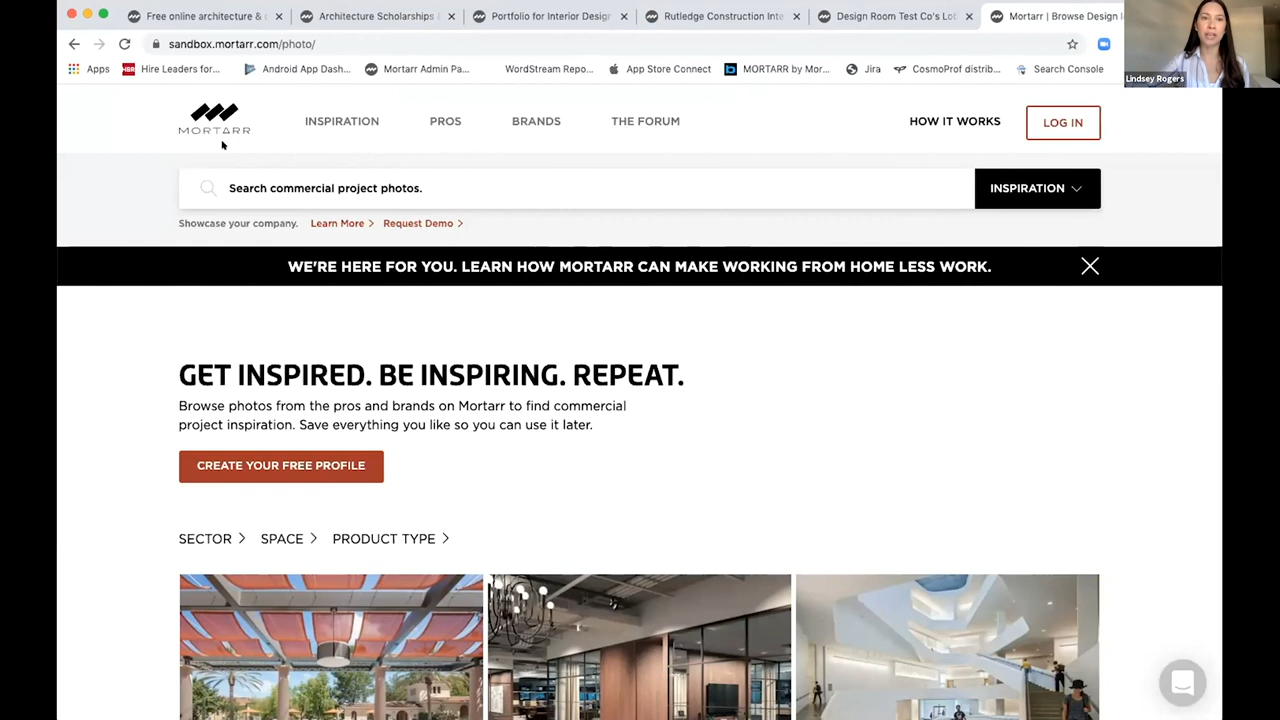 Free online architecture &
Architecture Scholarships
Portfolio for Interior Desig
Rutledge Construction Int
Design Room Test Co's Lo
Mortarr | Browse Design I
sandbox.mortarr.com/photo/
Apps
Hire Leaders for...
Android App Dash...
Mortarr Admin Pa...
WordStream Repo...
App Store Connect
MORTARR by Mor...
Jira
CosmoProf distrib...
Search Console
Lindsey Rogers
MORTARR
INSPIRATION
PROS
BRANDS
THE FORUM
HOW IT WORKS
LOG IN
Search commercial project photos.
INSPIRATION
Showcase your company. Learn More > Request Demo >
WE'RE HERE FOR YOU. LEARN HOW MORTARR CAN MAKE WORKING FROM HOME LESS WORK.
GET INSPIRED. BE INSPIRING. REPEAT.
Browse photos from the pros and brands on Mortarr to find commercial
project inspiration. Save everything you like so you can use it later.
CREATE YOUR FREE PROFILE
SECTOR > SPACE > PRODUCT TYPE >